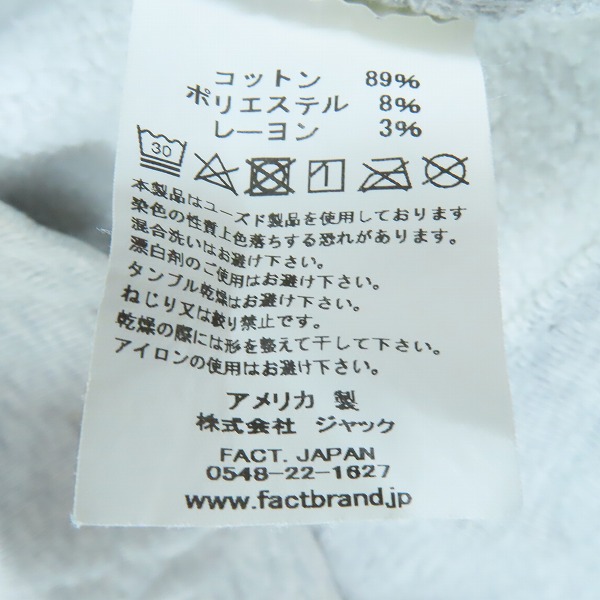 コットン 89%
ポリエステル 8%
レーヨン 3%
30
本製品はユーズド製品を使用しております
染色の性質上色落ちする恐れがあります。
混合洗いはお避け下さい。
漂白剤のご使用はお避け下さい。
タンブル乾燥はお避け下さい。
ねじり又は絞り禁止です。
乾燥の際には形を整えて干して下さい。
アイロンの使用はお避け下さい。
アメリカ 製
株式会社 ジャック
FACT. JAPAN
0548-22-1627
www.factbrand.jp